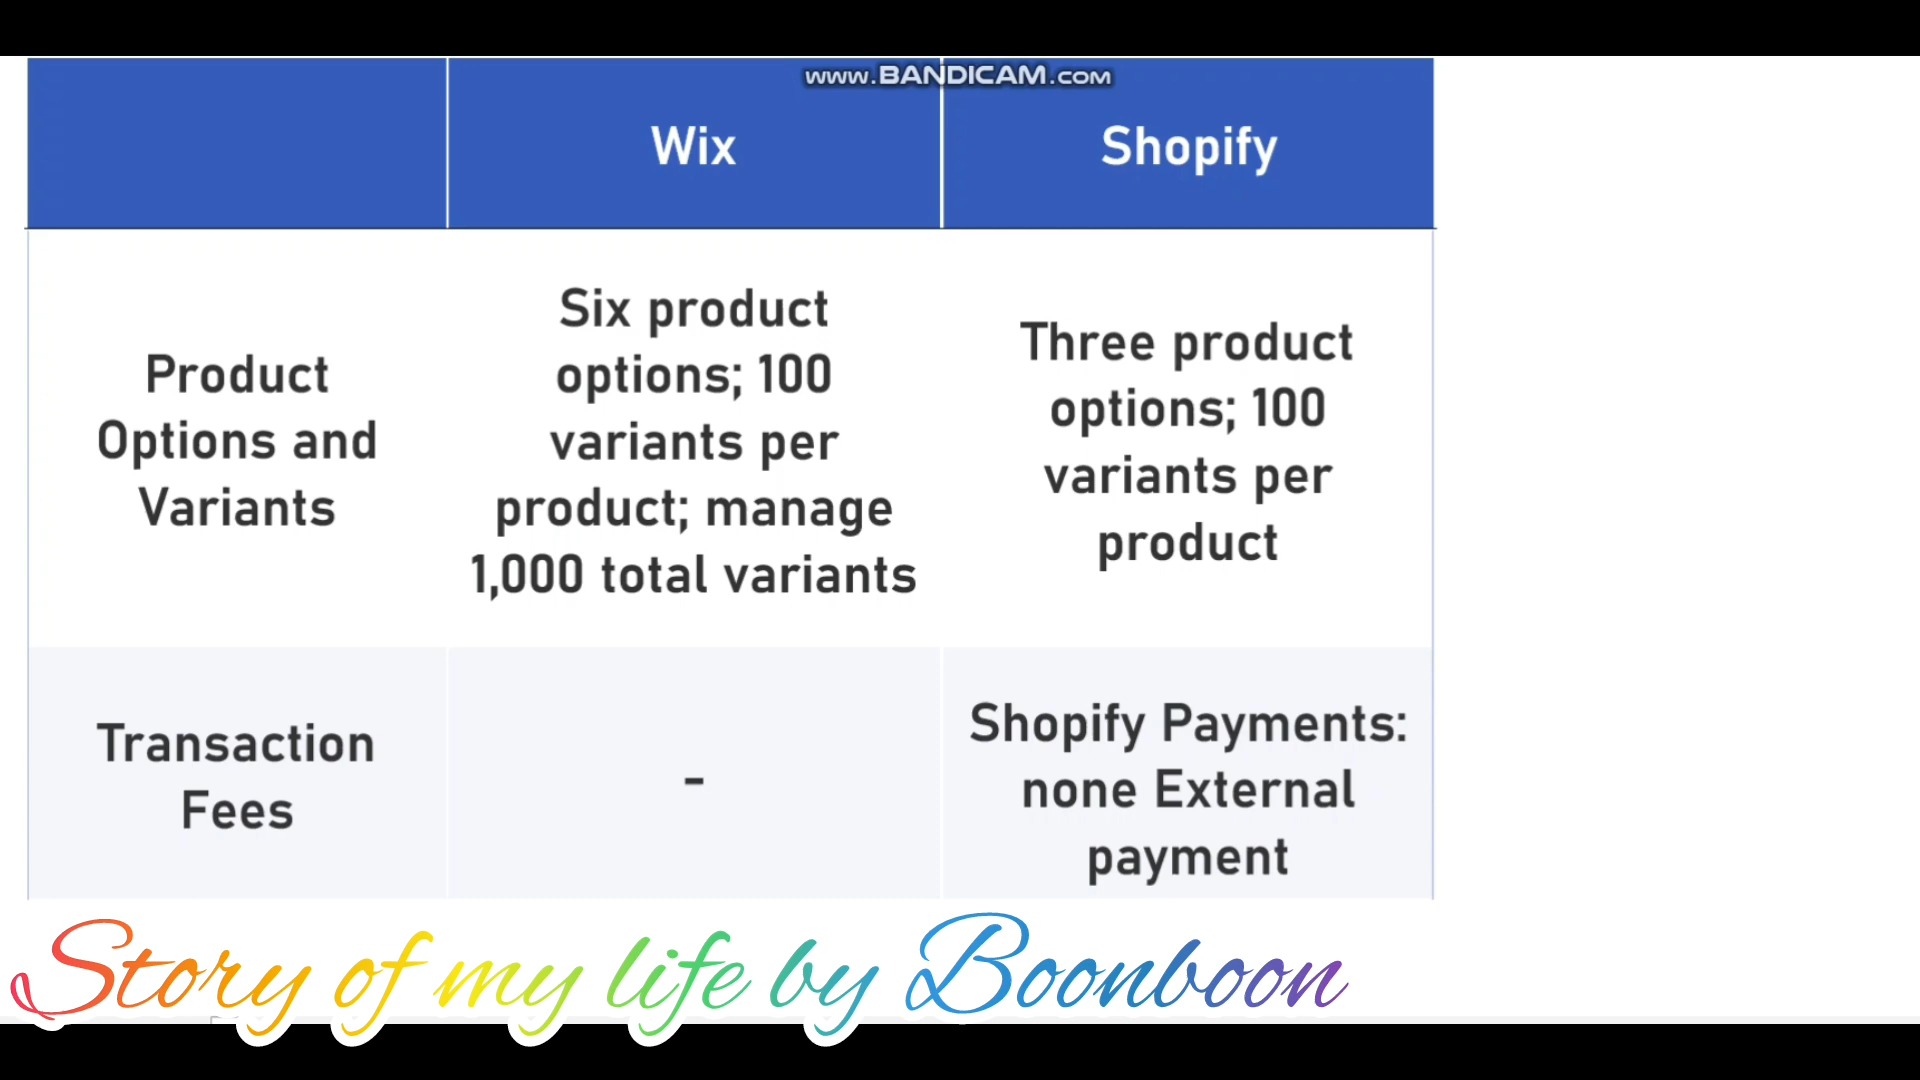 www.BANDICAM.com
Wix
Shopify
Product
Options and
Variants
Six product
options; 100
variants per
product; manage
1,000 total variants
Three product
options; 100
variants per
product
Transaction
Fees
-
Shopify Payments:
none External
payment
Story of my life by Boonboon